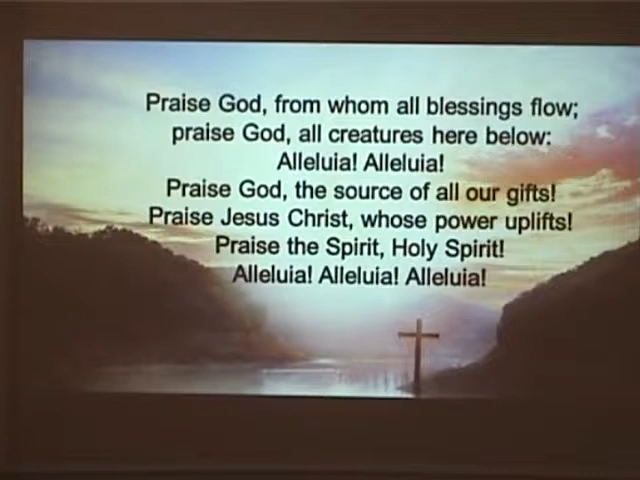 Praise God, from whom all blessings flow;
praise God, all creatures here below:
Alleluia! Alleluia!
Praise God, the source of all our gifts!
Praise Jesus Christ, whose power uplifts!
Praise the Spirit, Holy Spirit!
Alleluia! Alleluia! Alleluia!